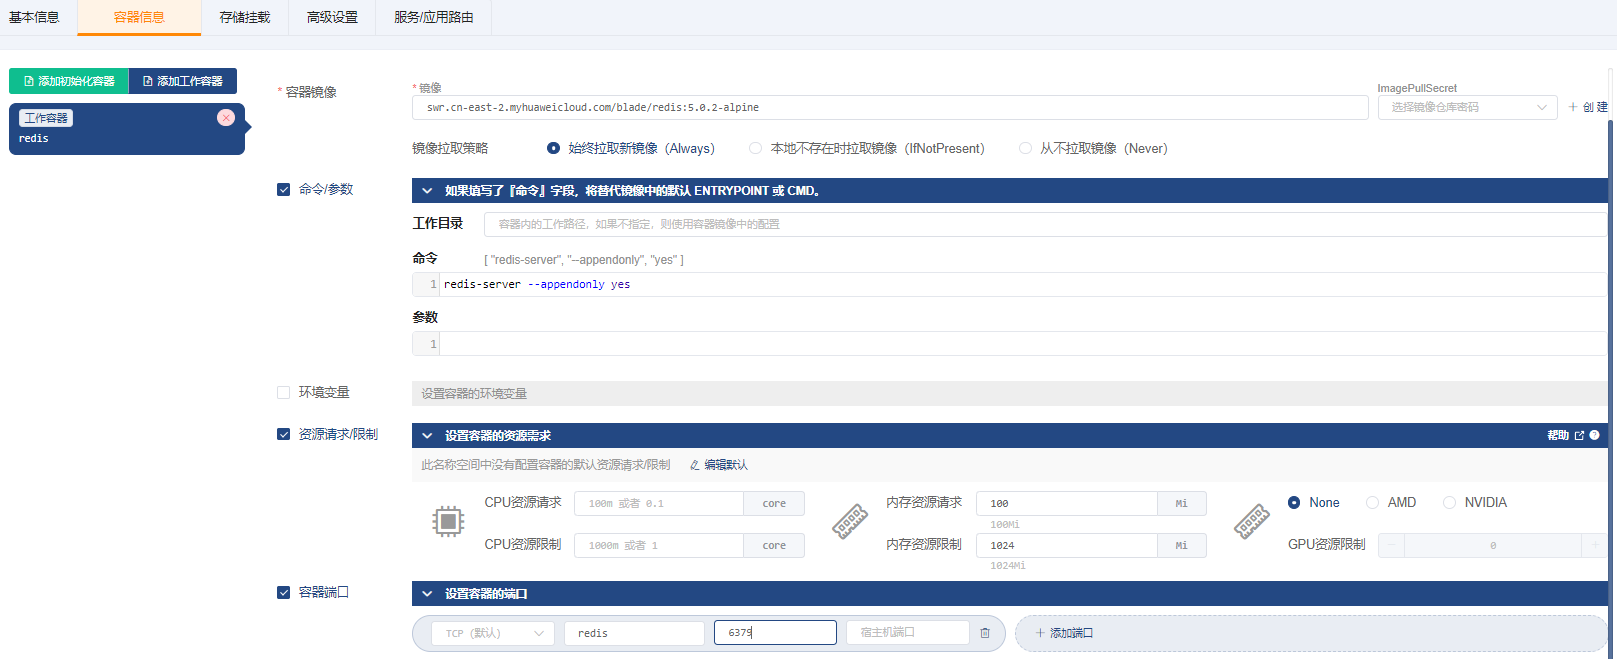 基本信息 容器信息 存储挂载 高级设置 服务/应用路由
添加初始化容器 添加工作容器
工作容器
redis
* 容器镜像
* 镜像 ImagePullSecret
swr.cn-east-2.myhuaweicloud.com/blade/redis:5.0.2-alpine 选择镜像仓库密码 + 创建
镜像拉取策略 始终拉取新镜像（Always） 本地不存在时拉取镜像（IfNotPresent） 从不拉取镜像（Never）
命令/参数 如果填写了『命令』字段，将替代镜像中的默认 ENTRYPOINT 或 CMD。
工作目录 容器内的工作路径，如果不指定，则使用容器镜像中的配置
命令 [ "redis-server", "--appendonly", "yes" ]
1 redis-server --appendonly yes
参数
1
环境变量 设置容器的环境变量
资源请求/限制 设置容器的资源需求 帮助
此名称空间中没有配置容器的默认资源请求/限制 编辑默认
CPU资源请求 100m 或者 0.1 core 内存资源请求 100 Mi None AMD NVIDIA
100Mi
CPU资源限制 1000m 或者 1 core 内存资源限制 1024 Mi GPU资源限制 − 0 +
1024Mi
容器端口 设置容器的端口
TCP（默认） redis 6379 宿主机端口 + 添加端口